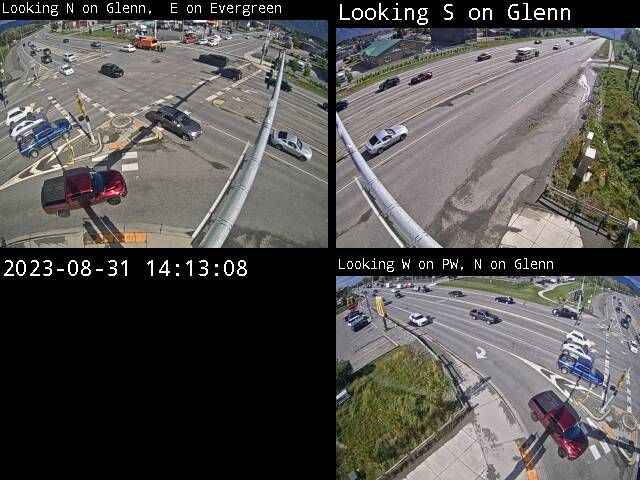 Looking N on Glenn, E on Evergreen
Looking S on Glenn
2023-08-31 14:13:08
Looking W on PW, N on Glenn